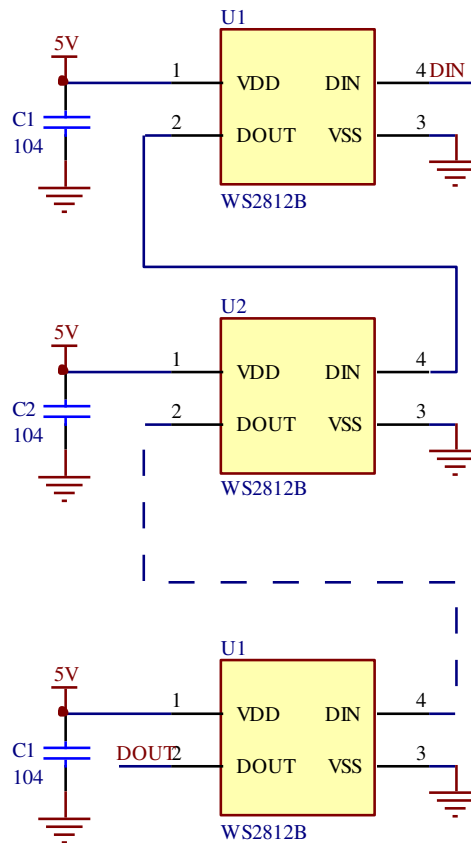 U1
5V
1 VDD DIN 4 DIN
C1
104
2 DOUT VSS 3
WS2812B
U2
5V
1 VDD DIN 4
C2
104
2 DOUT VSS 3
WS2812B
U1
5V
1 VDD DIN 4
C1
104
DOUT 2 DOUT VSS 3
WS2812B